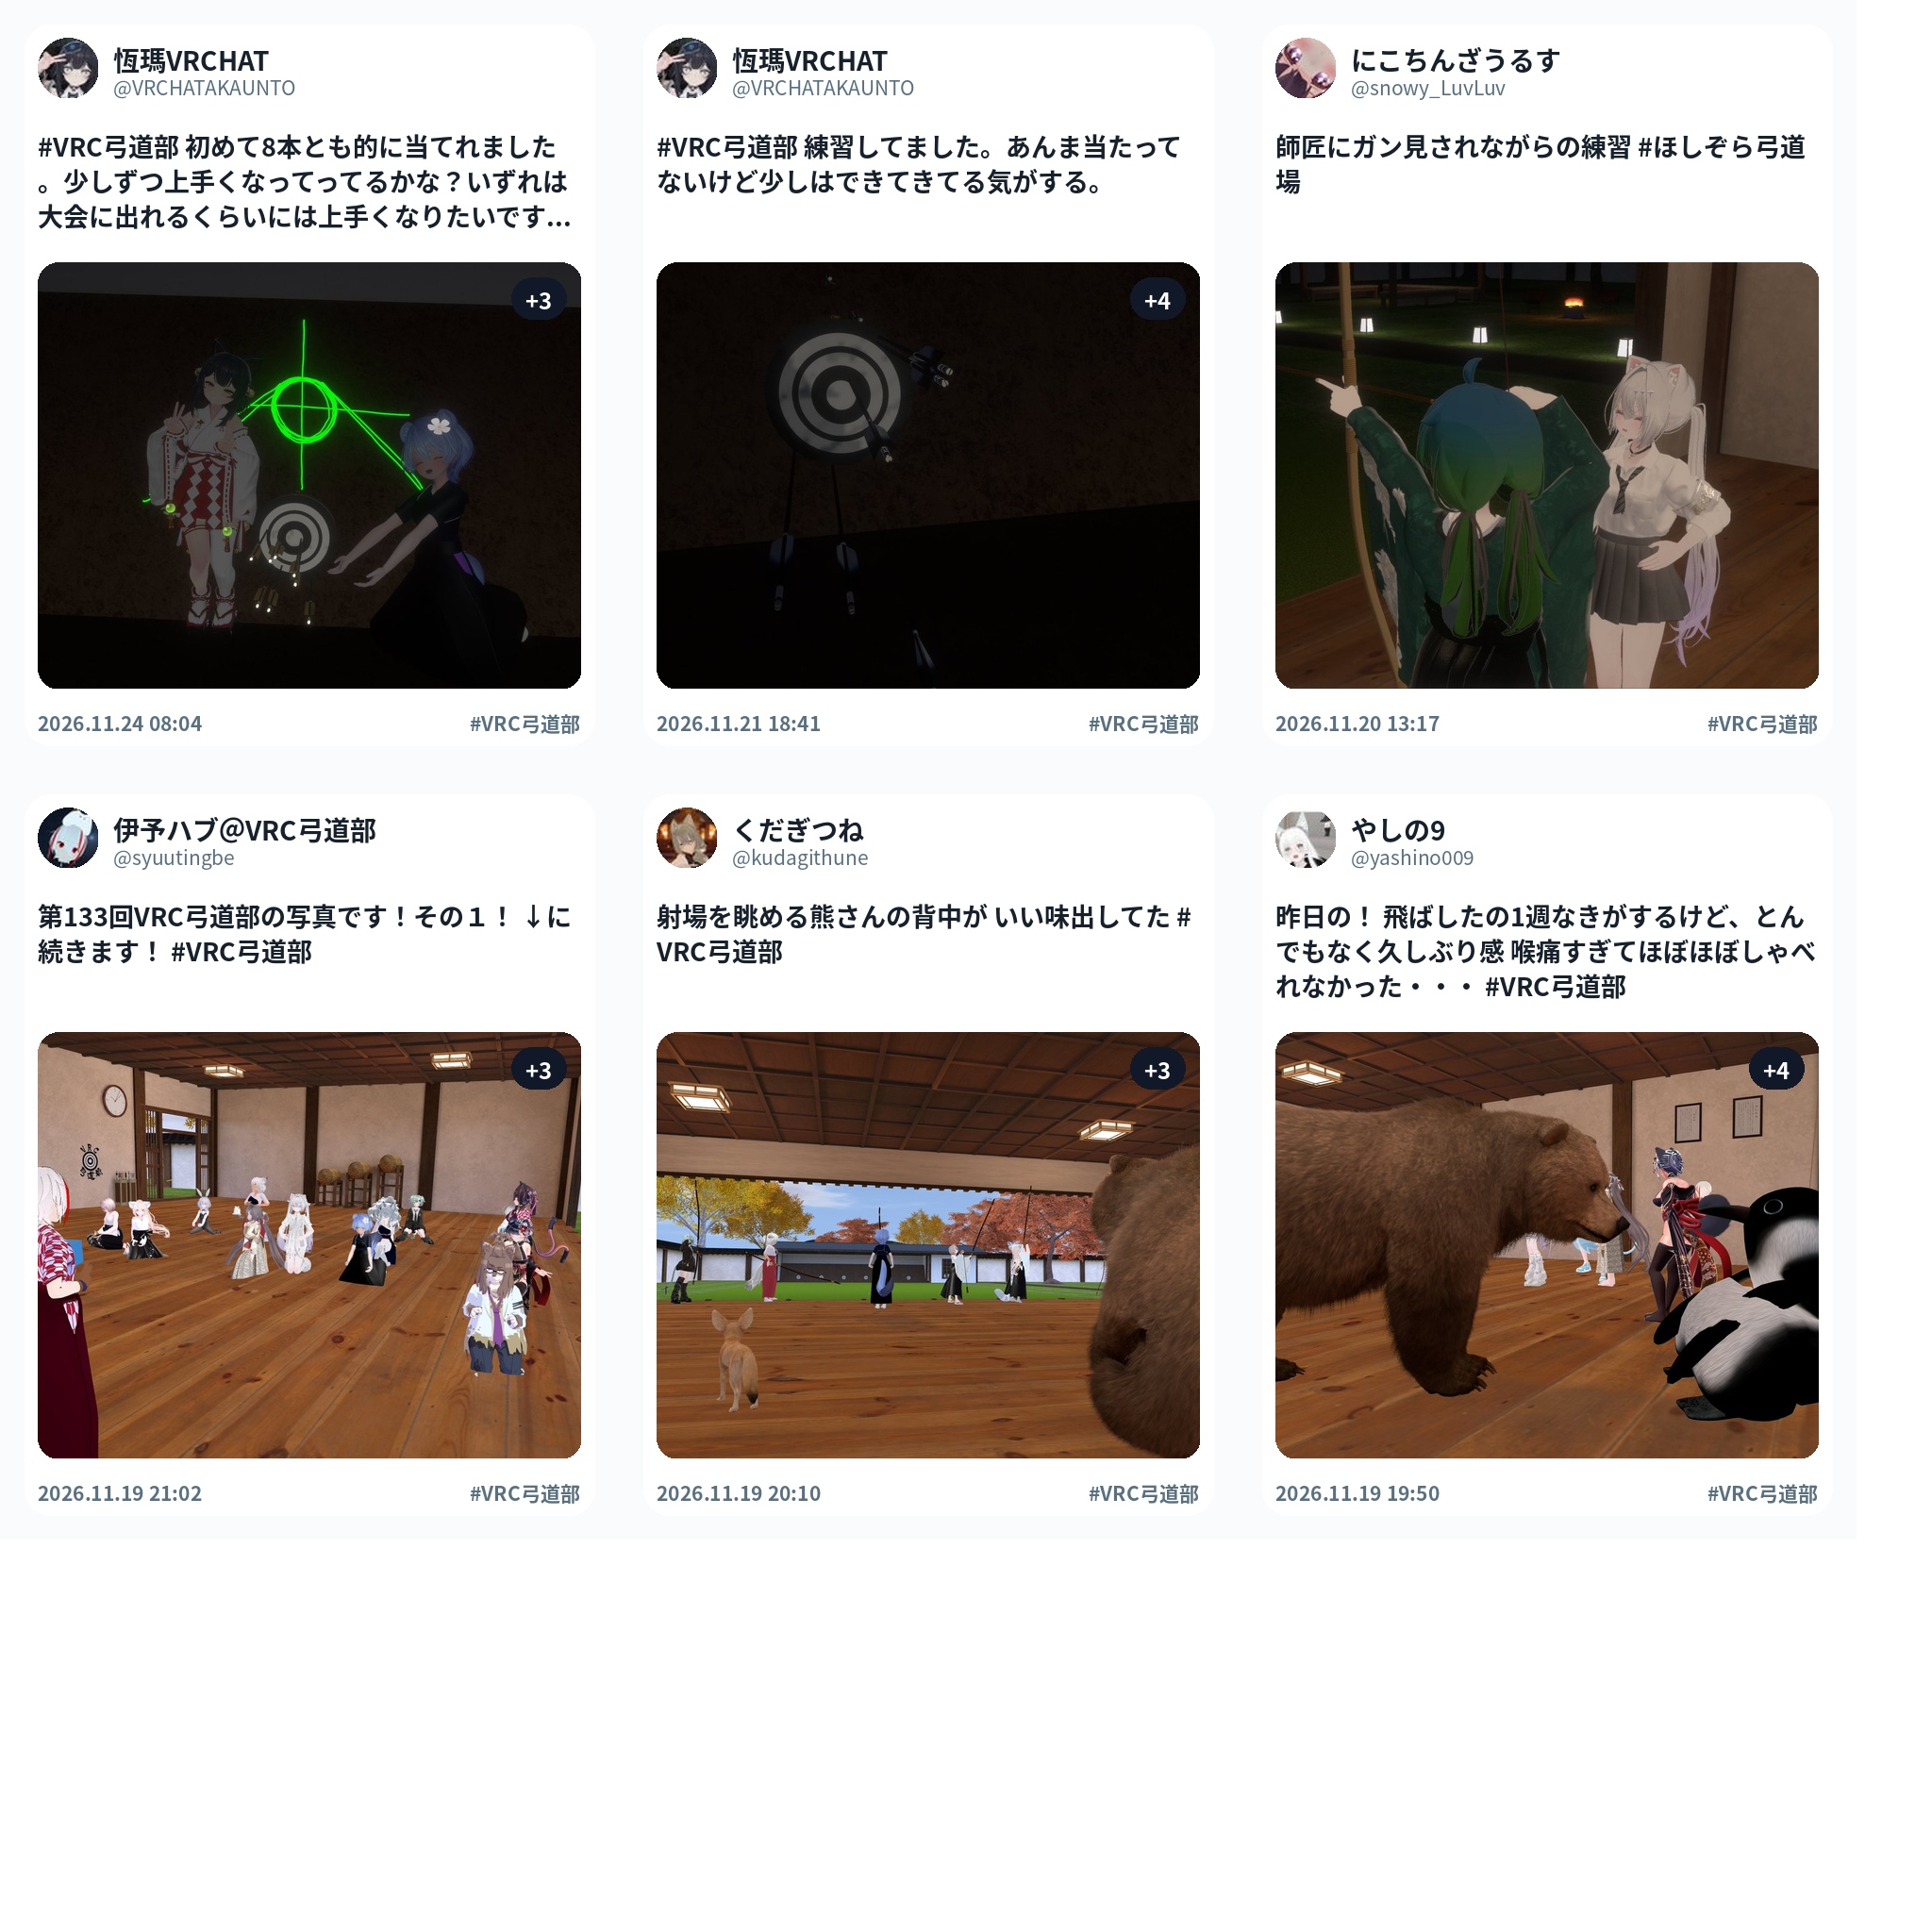 恆瑪VRCHAT
@VRCHATAKAUNTO
#VRC弓道部 初めて8本とも的に当てれました
。少しずつ上手くなってってるかな？いずれは
大会に出れるくらいには上手くなりたいです...
+3
2026.11.24 08:04
#VRC弓道部
恆瑪VRCHAT
@VRCHATAKAUNTO
#VRC弓道部 練習してました。あんま当たって
ないけど少しはできてきてる気がする。
+4
2026.11.21 18:41
#VRC弓道部
にこちんざうるす
@snowy_LuvLuv
師匠にガン見されながらの練習 #ほしぞら弓道
場
2026.11.20 13:17
#VRC弓道部
伊予ハブ@VRC弓道部
@syuutingbe
第133回VRC弓道部の写真です！その１！ ↓に
続きます！ #VRC弓道部
+3
2026.11.19 21:02
#VRC弓道部
くだぎつね
@kudagithune
射場を眺める熊さんの背中が いい味出してた #
VRC弓道部
+3
2026.11.19 20:10
#VRC弓道部
やしの9
@yashino009
昨日の！ 飛ばしたの1週なきがするけど、とん
でもなく久しぶり感 喉痛すぎてほぼほぼしゃべ
れなかった・・・ #VRC弓道部
+4
2026.11.19 19:50
#VRC弓道部